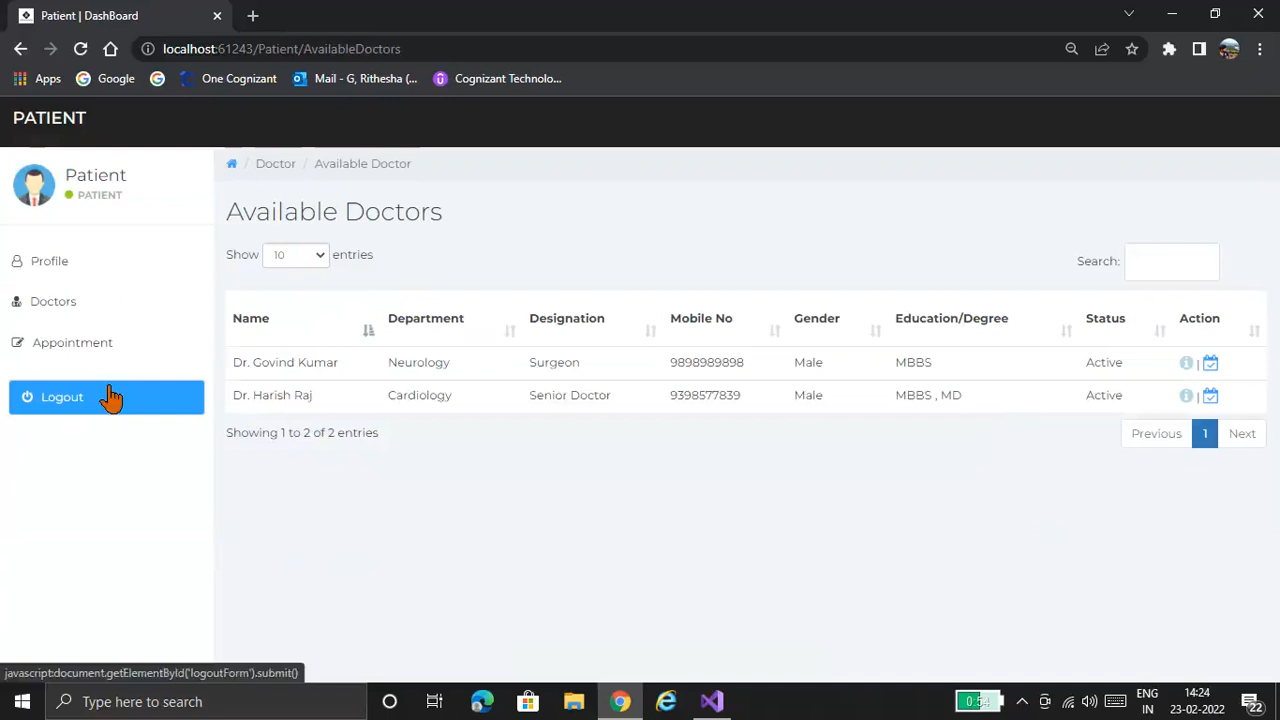 Patient | DashBoard
localhost:61243/Patient/AvailableDoctors
Apps Google One Cognizant Mail - G, Rithesha (... Cognizant Technolo...
PATIENT
Patient
PATIENT
Profile
Doctors
Appointment
Logout
/ Doctor / Available Doctor
Available Doctors
Show 10 entries
Search:
Name Department Designation Mobile No Gender Education/Degree Status Action
Dr. Govind Kumar Neurology Surgeon 9898989898 Male MBBS Active |
Dr. Harish Raj Cardiology Senior Doctor 9398577839 Male MBBS , MD Active |
Showing 1 to 2 of 2 entries
Previous 1 Next
javascript:document.getElementById('logoutForm').submit()
Type here to search
0:54
ENG
IN
14:24
23-02-2022
22